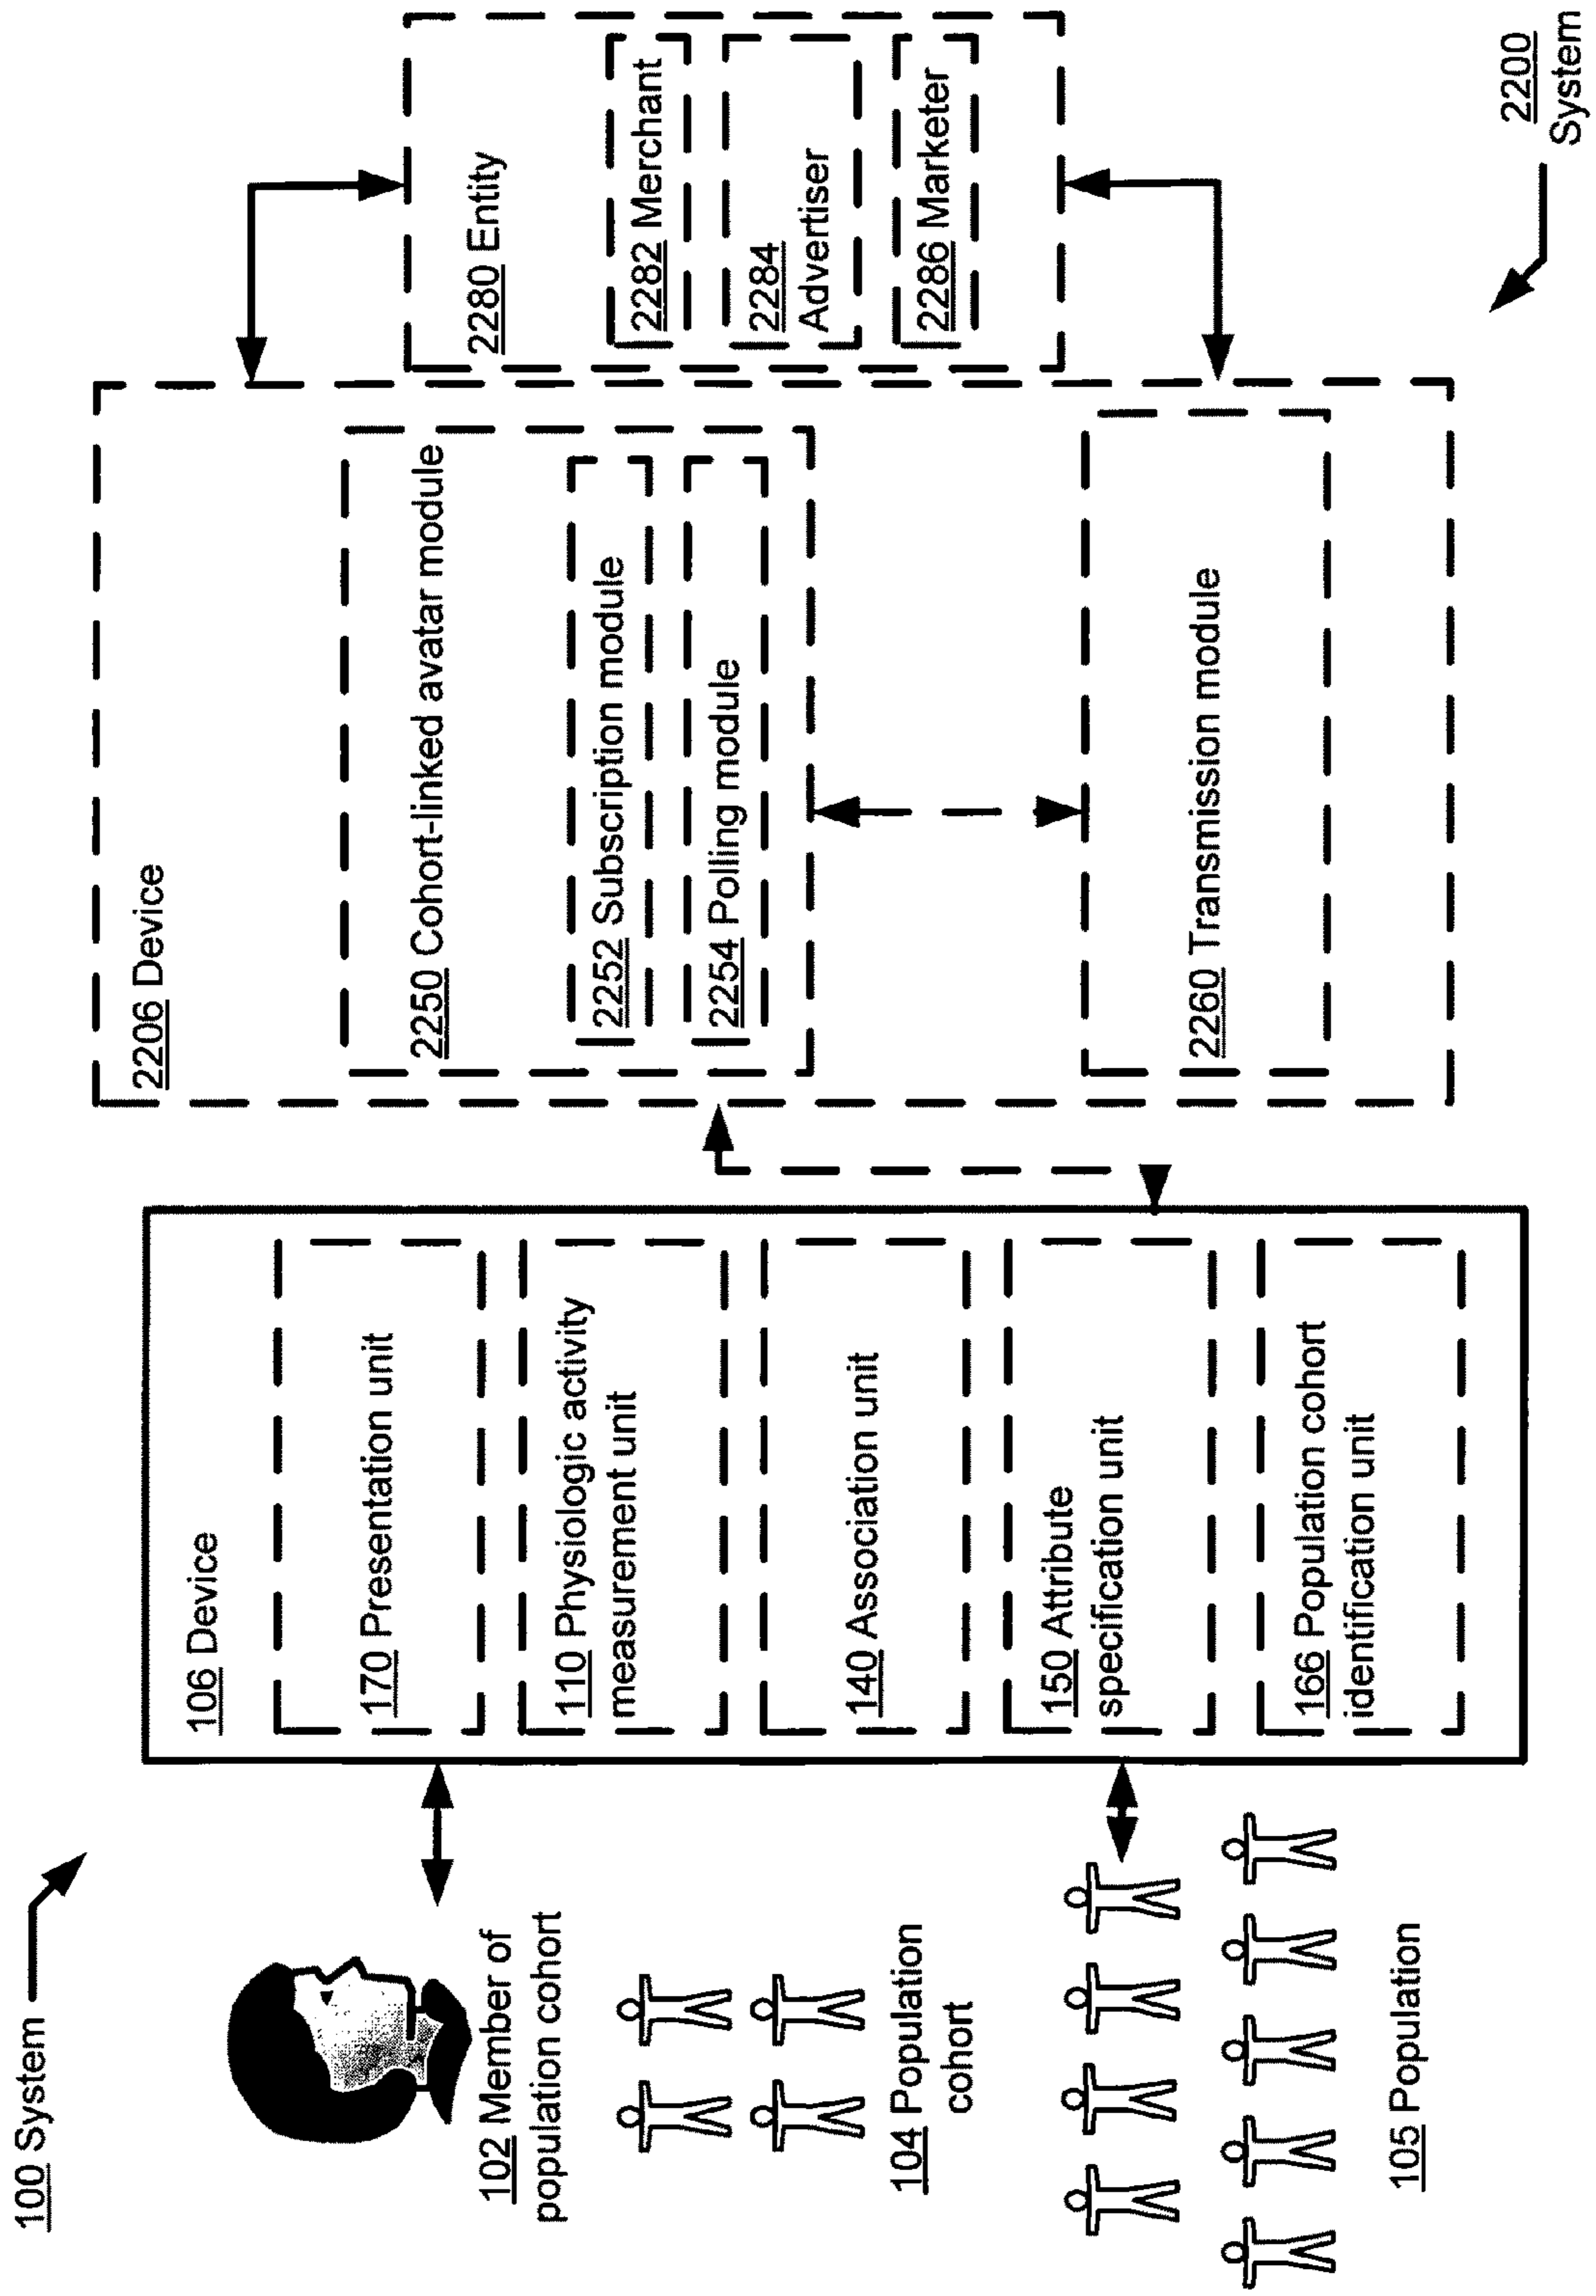 100 System
102 Member of
population cohort
104 Population
cohort
105 Population
106 Device
170 Presentation unit
110 Physiologic activity
measurement unit
140 Association unit
150 Attribute
specification unit
166 Population cohort
identification unit
2206 Device
2250 Cohort-linked avatar module
2252 Subscription module
2254 Polling module
2260 Transmission module
2280 Entity
2282 Merchant
2284
Advertiser
2286 Marketer
2200
System